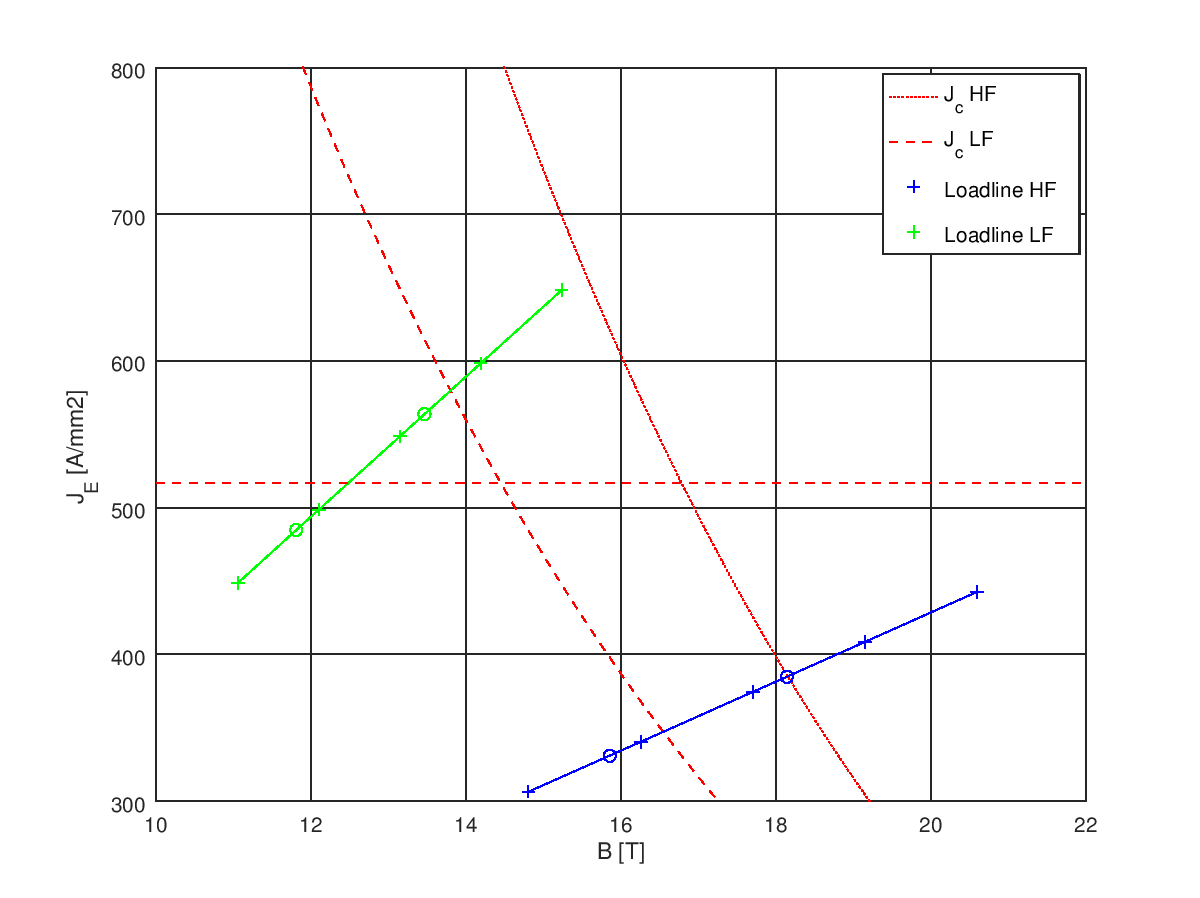 800
700
600
500
400
300
J_E [A/mm2]
10 12 14 16 18 20 22
B [T]
J_c HF
J_c LF
Loadline HF
Loadline LF